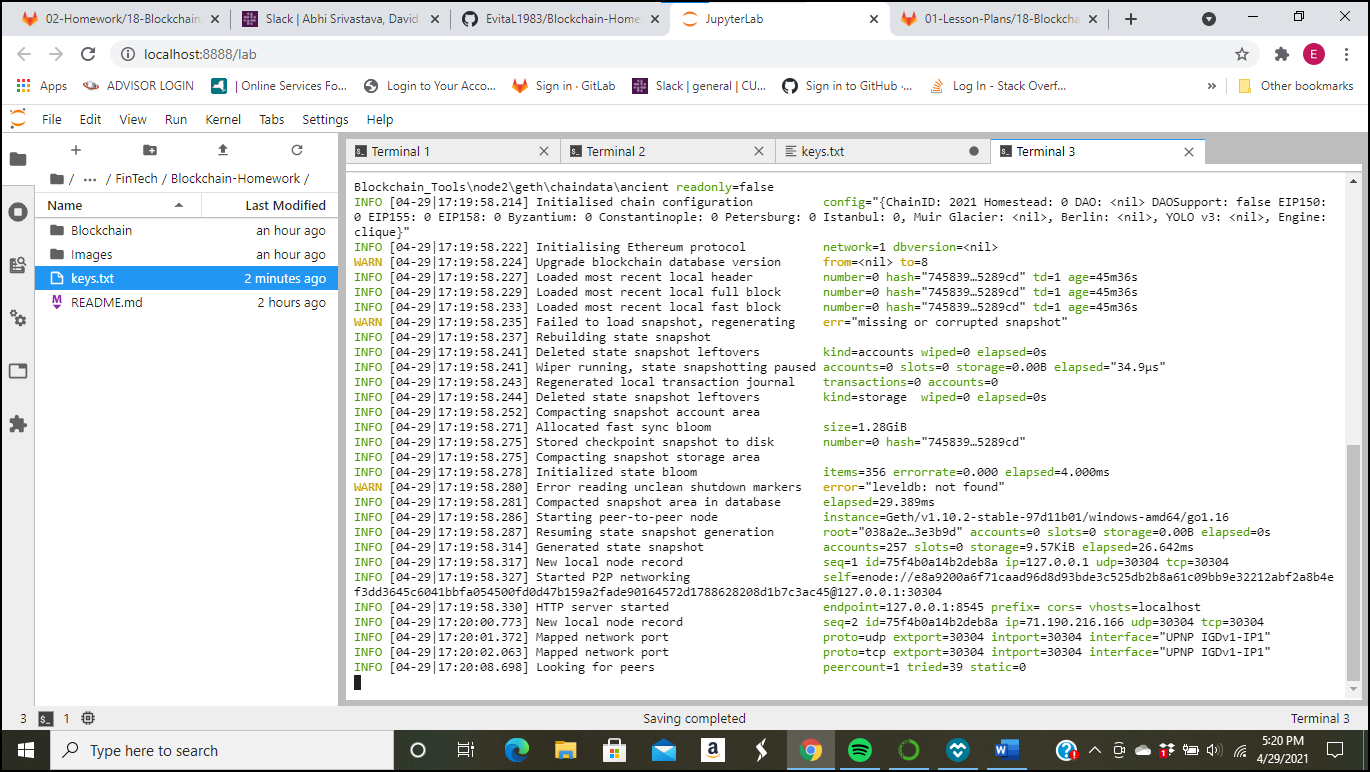 02-Homework/18-Blockchain
Slack | Abhi Srivastava, David
EvitaL1983/Blockchain-Home
JupyterLab
01-Lesson-Plans/18-Blockcha
localhost:8888/lab
E
Apps
ADVISOR LOGIN
| Online Services Fo...
Login to Your Acco...
Sign in · GitLab
Slack | general | CU...
Sign in to GitHub ·...
Log In - Stack Overf...
»
Other bookmarks
File Edit View Run Kernel Tabs Settings Help
/ ... / FinTech / Blockchain-Homework /
Name Last Modified
Blockchain an hour ago
Images an hour ago
keys.txt 2 minutes ago
README.md 2 hours ago
Terminal 1
Terminal 2
keys.txt
Terminal 3
Blockchain_Tools\node2\geth\chaindata\ancient readonly=false
INFO [04-29|17:19:58.214] Initialised chain configuration config="{ChainID: 2021 Homestead: 0 DAO: <nil> DAOSupport: false EIP150:
0 EIP155: 0 EIP158: 0 Byzantium: 0 Constantinople: 0 Petersburg: 0 Istanbul: 0, Muir Glacier: <nil>, Berlin: <nil>, YOLO v3: <nil>, Engine:
clique}"
INFO [04-29|17:19:58.222] Initialising Ethereum protocol network=1 dbversion=<nil>
WARN [04-29|17:19:58.224] Upgrade blockchain database version from=<nil> to=8
INFO [04-29|17:19:58.227] Loaded most recent local header number=0 hash="745839…5289cd" td=1 age=45m36s
INFO [04-29|17:19:58.229] Loaded most recent local full block number=0 hash="745839…5289cd" td=1 age=45m36s
INFO [04-29|17:19:58.233] Loaded most recent local fast block number=0 hash="745839…5289cd" td=1 age=45m36s
WARN [04-29|17:19:58.235] Failed to load snapshot, regenerating err="missing or corrupted snapshot"
INFO [04-29|17:19:58.237] Rebuilding state snapshot
INFO [04-29|17:19:58.241] Deleted state snapshot leftovers kind=accounts wiped=0 elapsed=0s
INFO [04-29|17:19:58.241] Wiper running, state snapshotting paused accounts=0 slots=0 storage=0.00B elapsed="34.9µs"
INFO [04-29|17:19:58.243] Regenerated local transaction journal transactions=0 accounts=0
INFO [04-29|17:19:58.244] Deleted state snapshot leftovers kind=storage wiped=0 elapsed=0s
INFO [04-29|17:19:58.252] Compacting snapshot account area
INFO [04-29|17:19:58.271] Allocated fast sync bloom size=1.28GiB
INFO [04-29|17:19:58.275] Stored checkpoint snapshot to disk number=0 hash="745839…5289cd"
INFO [04-29|17:19:58.275] Compacting snapshot storage area
INFO [04-29|17:19:58.278] Initialized state bloom items=356 errorrate=0.000 elapsed=4.000ms
WARN [04-29|17:19:58.280] Error reading unclean shutdown markers error="leveldb: not found"
INFO [04-29|17:19:58.281] Compacted snapshot area in database elapsed=29.389ms
INFO [04-29|17:19:58.286] Starting peer-to-peer node instance=Geth/v1.10.2-stable-97d11b01/windows-amd64/go1.16
INFO [04-29|17:19:58.287] Resuming state snapshot generation root="038a2e…3e3b9d" accounts=0 slots=0 storage=0.00B elapsed=0s
INFO [04-29|17:19:58.314] Generated state snapshot accounts=257 slots=0 storage=9.57KiB elapsed=26.642ms
INFO [04-29|17:19:58.317] New local node record seq=1 id=75f4b0a14b2deb8a ip=127.0.0.1 udp=30304 tcp=30304
INFO [04-29|17:19:58.327] Started P2P networking self=enode://e8a9200a6f71caad96d8d93bde3c525db2b8a61c09bb9e32212abf2a8b4e
f3dd3645c6041bbfa054500fd0d47b159a2fade90164572d1788628208d1b7c3ac45@127.0.0.1:30304
INFO [04-29|17:19:58.330] HTTP server started endpoint=127.0.0.1:8545 prefix= cors= vhosts=localhost
INFO [04-29|17:20:00.773] New local node record seq=2 id=75f4b0a14b2deb8a ip=71.190.216.166 udp=30304 tcp=30304
INFO [04-29|17:20:01.372] Mapped network port proto=udp extport=30304 intport=30304 interface="UPNP IGDv1-IP1"
INFO [04-29|17:20:02.063] Mapped network port proto=tcp extport=30304 intport=30304 interface="UPNP IGDv1-IP1"
INFO [04-29|17:20:08.698] Looking for peers peercount=1 tried=39 static=0
3 1
Saving completed
Terminal 3
Type here to search
5:20 PM
4/29/2021